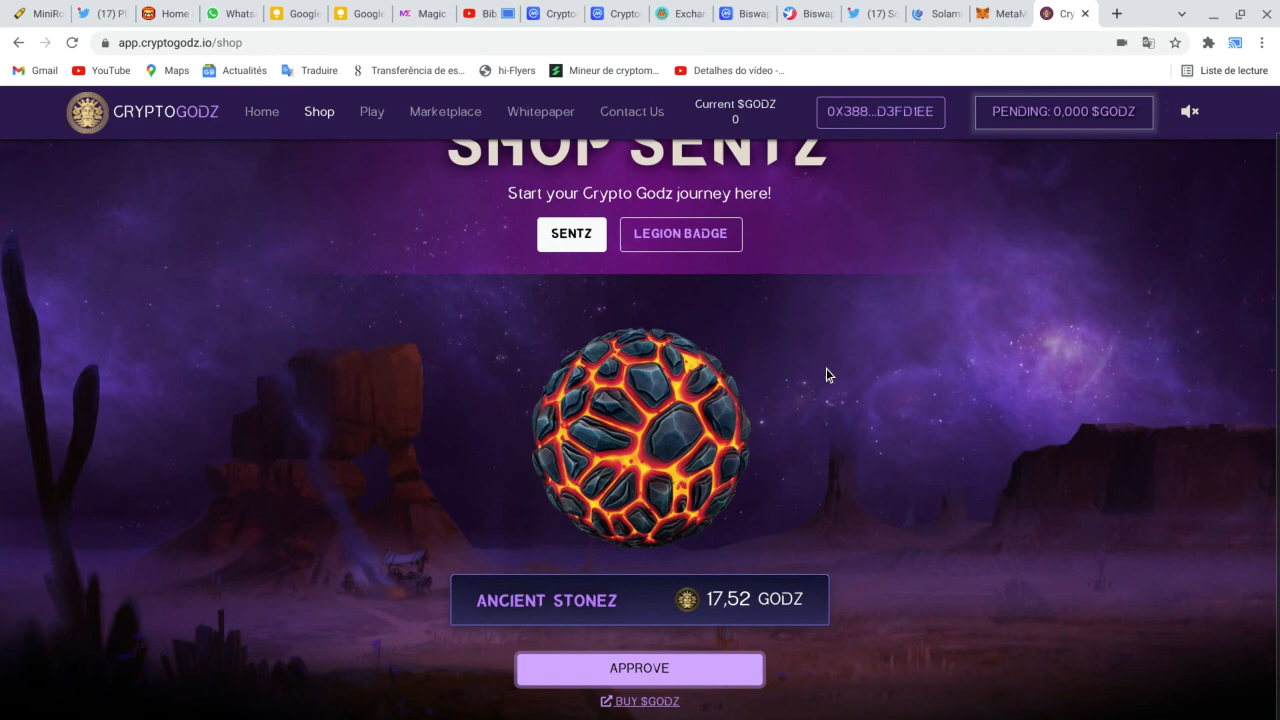 MiniRo
(17) P
Home
Whats
Google
Google
Magic
Bib
Crypto
Crypto
Exchar
Biswap
Biswap
(17) Sc
Solami
MetaM
Cry
app.cryptogodz.io/shop
Gmail
YouTube
Maps
Actualités
Traduire
Transferência de es...
hi-Flyers
Mineur de cryptom...
Detalhes do vídeo -...
Liste de lecture
CRYPTOGODZ
Home
Shop
Play
Marketplace
Whitepaper
Contact Us
Current $GODZ
0
0X388...D3FD1EE
PENDING: 0,000 $GODZ
SHOP SENTZ
Start your Crypto Godz journey here!
SENTZ
LEGION BADGE
ANCIENT STONEZ
17,52 GODZ
APPROVE
BUY $GODZ